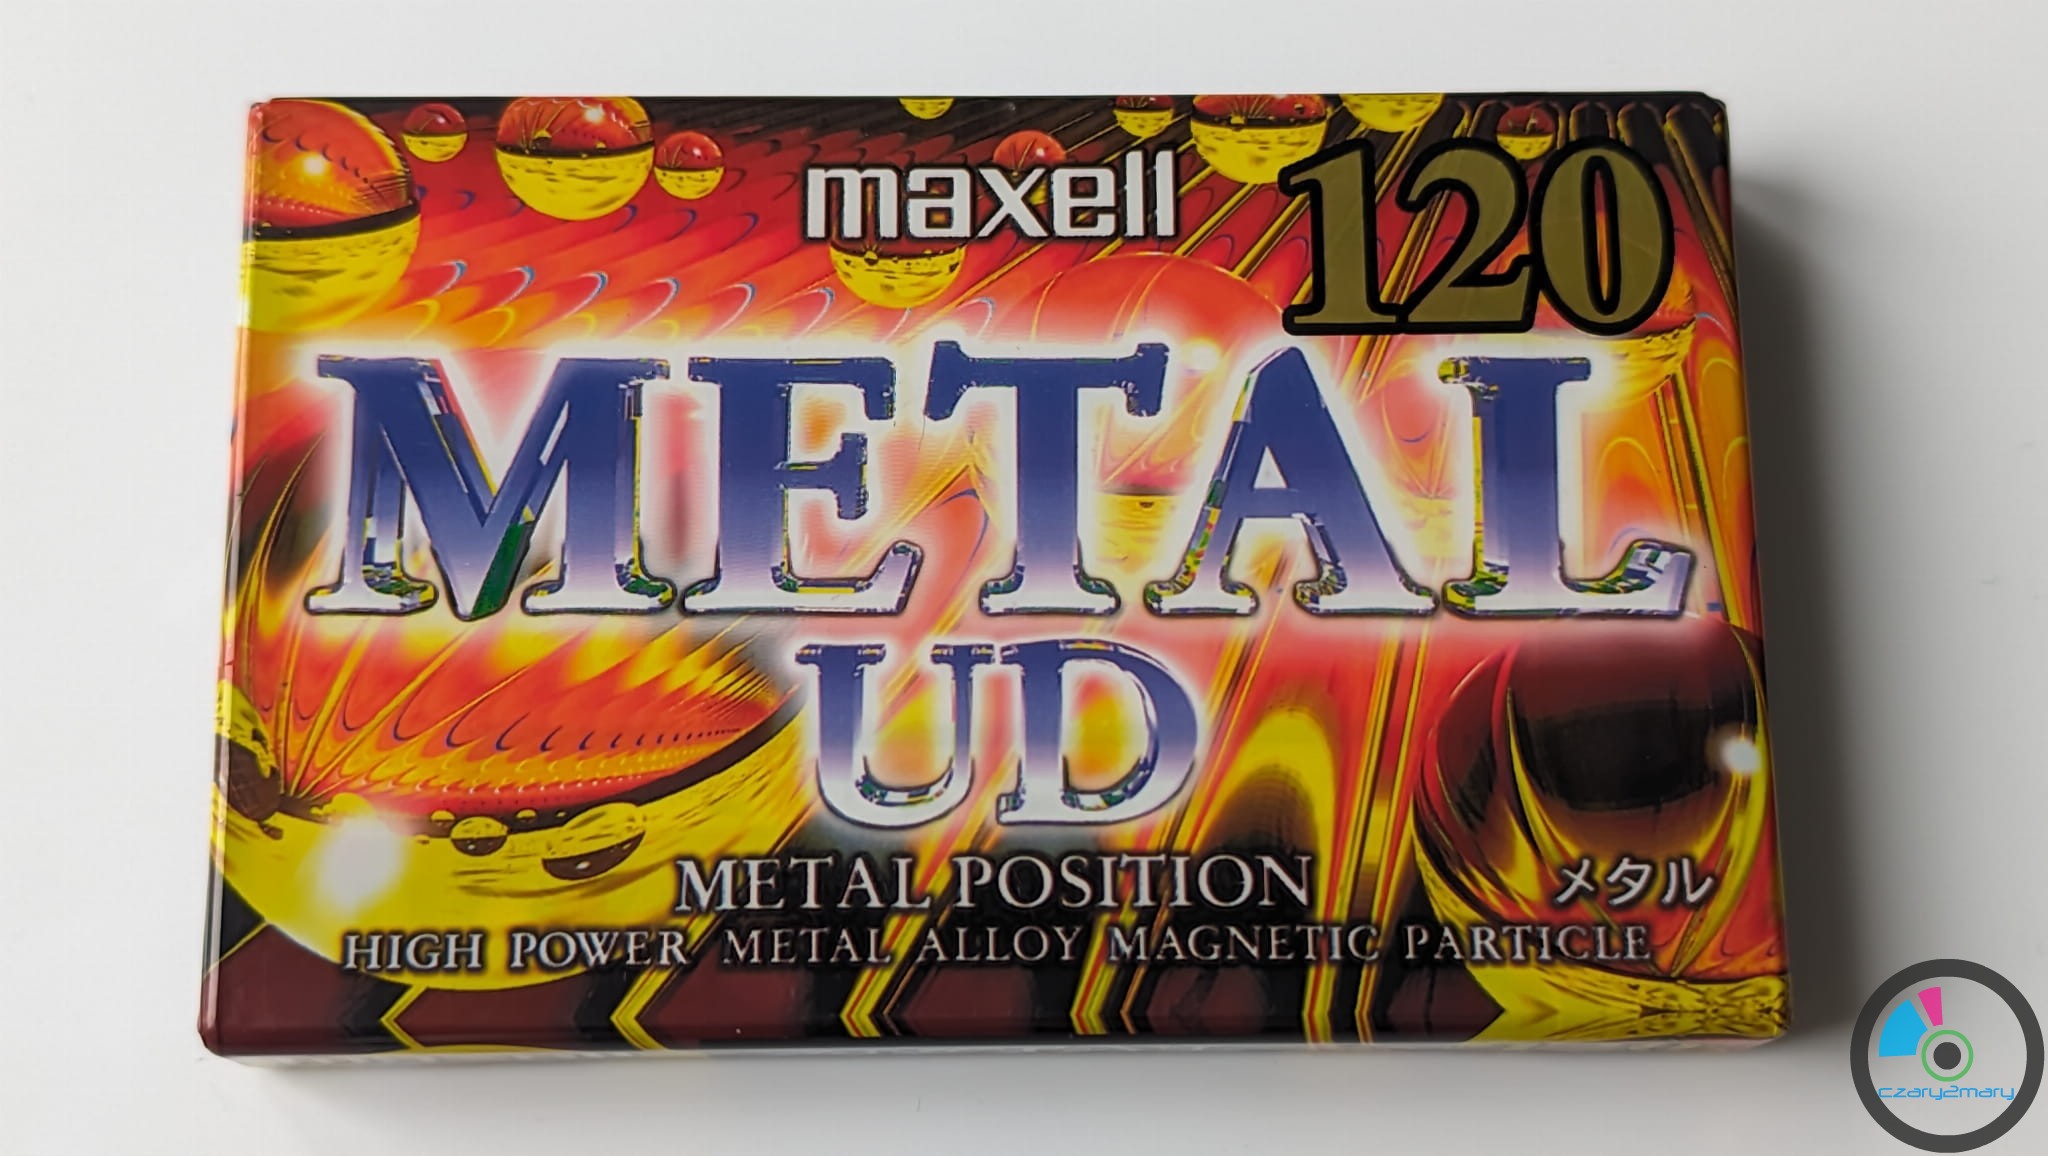 maxell
120
METAL
UD
METAL POSITION
メタル
HIGH POWER METAL ALLOY MAGNETIC PARTICLE
czary2mary